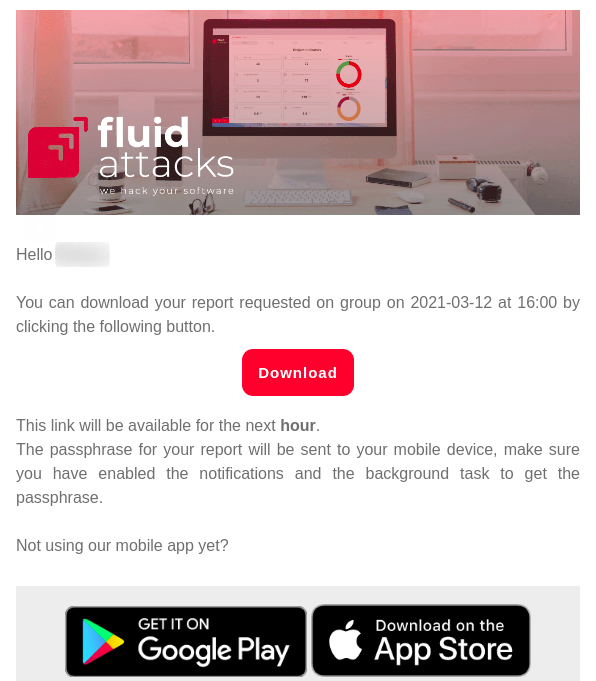 fluid
attacks
we hack your software
Hello
You can download your report requested on group on 2021-03-12 at 16:00 by
clicking the following button.
Download
This link will be available for the next hour.
The passphrase for your report will be sent to your mobile device, make sure
you have enabled the notifications and the background task to get the
passphrase.
Not using our mobile app yet?
GET IT ON
Google Play
Download on the
App Store